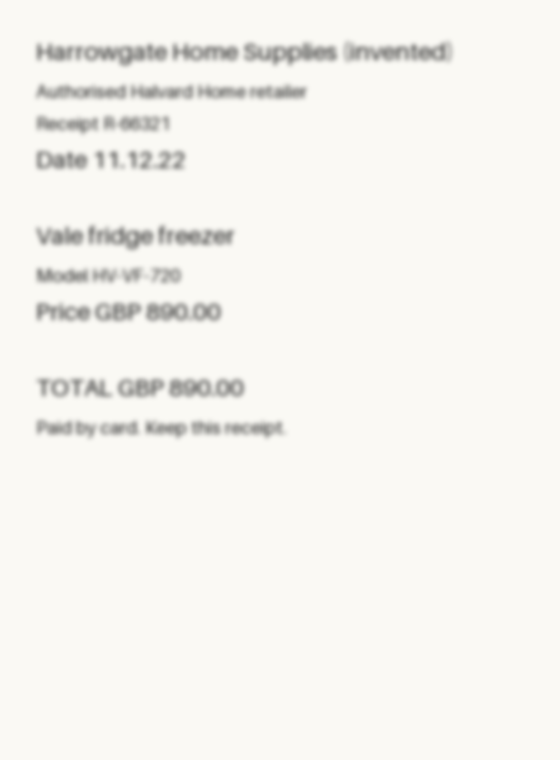 Harrowgate Home Supplies (invented)
Authorised Halvard Home retailer
Receipt R-66321
Date 11.12.22
Vale fridge freezer
Model HV-VF-720
Price GBP 890.00
TOTAL GBP 890.00
Paid by card. Keep this receipt.